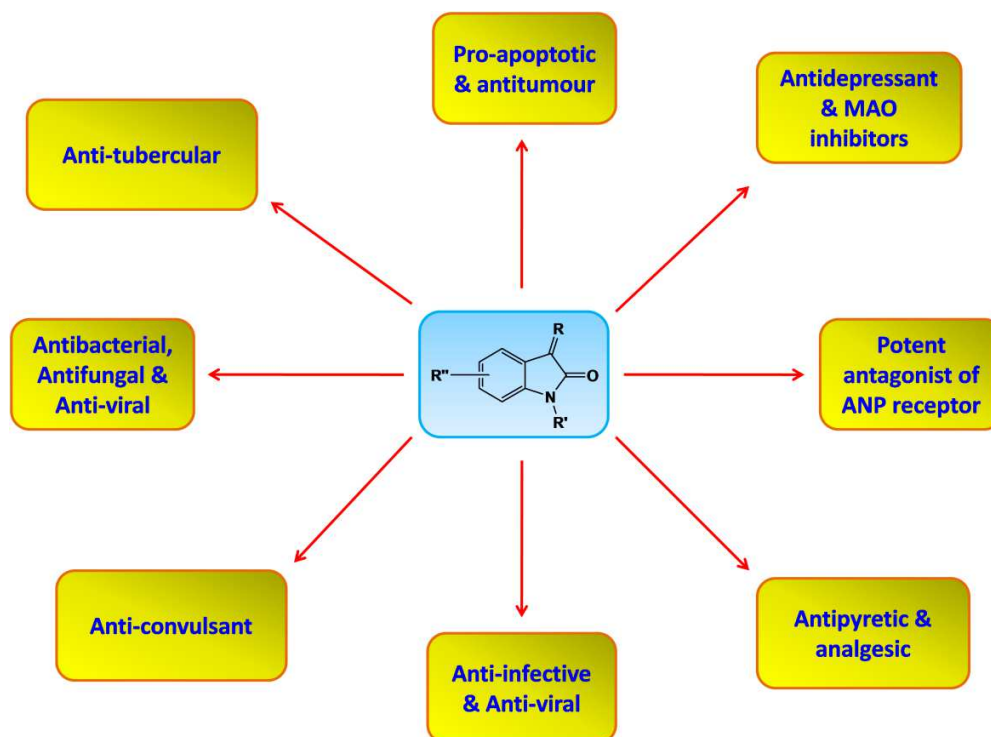 Pro-apoptotic
& antitumour
Antidepressant
& MAO
inhibitors
Anti-tubercular
Antibacterial,
Antifungal &
Anti-viral
R
R"
O
N
R'
Potent
antagonist of
ANP receptor
Anti-convulsant
Anti-infective
& Anti-viral
Antipyretic &
analgesic